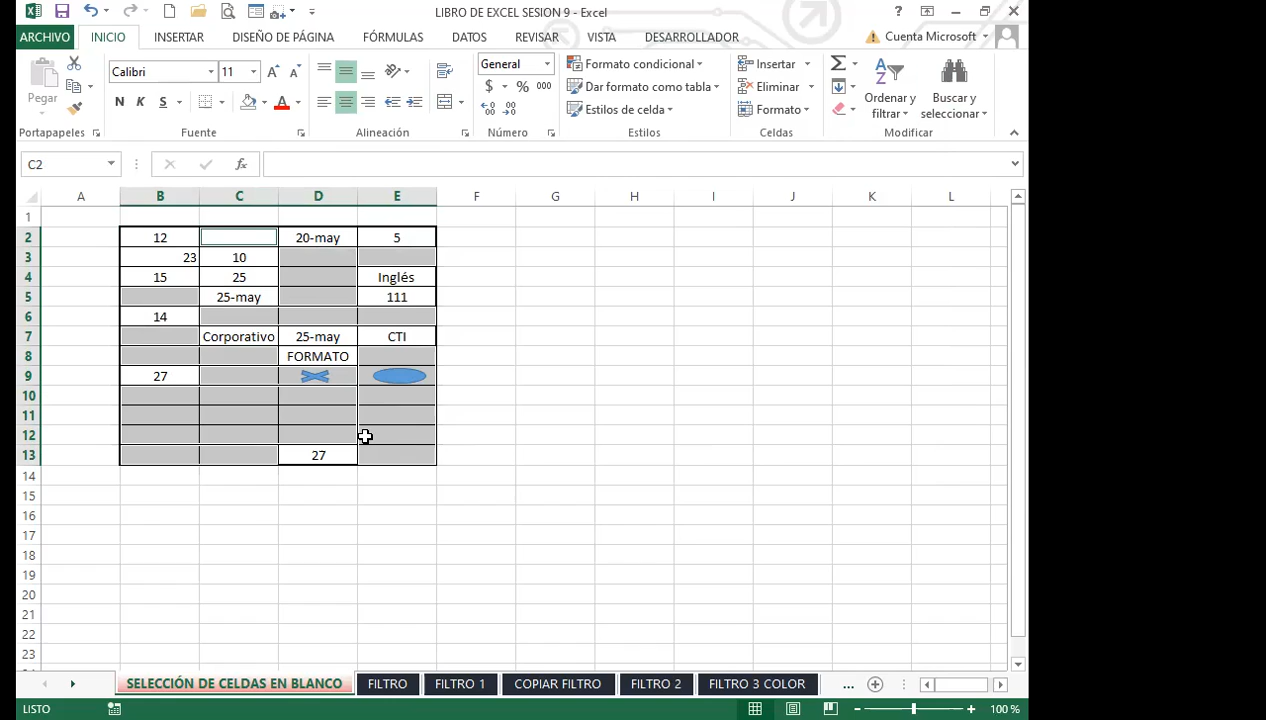 LIBRO DE EXCEL SESION 9 - Excel
?
ARCHIVO INICIO INSERTAR DISEÑO DE PÁGINA FÓRMULAS DATOS REVISAR VISTA DESARROLLADOR Cuenta Microsoft
Pegar
Calibri 11
N K S
General
$ % 000
Formato condicional
Dar formato como tabla
Estilos de celda
Insertar
Eliminar
Formato
Ordenar y filtrar
Buscar y seleccionar
Portapapeles Fuente Alineación Número Estilos Celdas Modificar
C2 fx
A B C D E F G H I J K L
1
2 12 20-may 5
3 23 10
4 15 25 Inglés
5 25-may 111
6 14
7 Corporativo 25-may CTI
8 FORMATO
9 27
10
11
12
13 27
14
15
16
17
18
19
20
21
22
23
SELECCIÓN DE CELDAS EN BLANCO FILTRO FILTRO 1 COPIAR FILTRO FILTRO 2 FILTRO 3 COLOR ...
LISTO 100 %